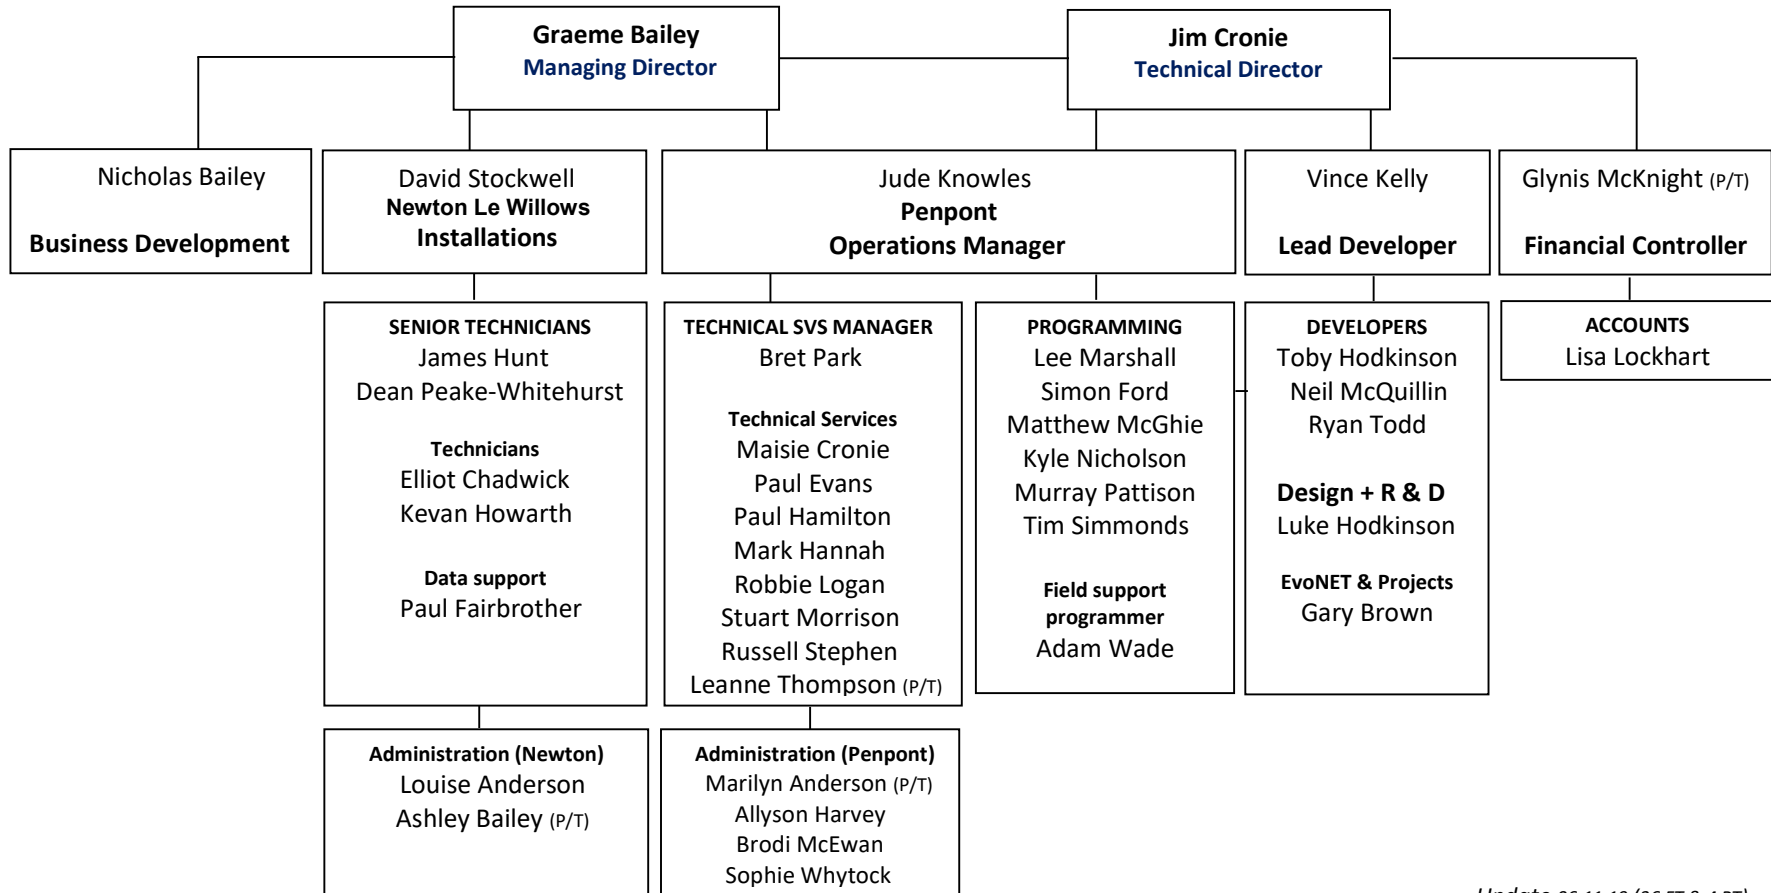 Graeme Bailey
Managing Director
Jim Cronie
Technical Director
Nicholas Bailey
Business Development
David Stockwell
Newton Le Willows
Installations
Jude Knowles
Penpont
Operations Manager
Vince Kelly
Lead Developer
Glynis McKnight (P/T)
Financial Controller
SENIOR TECHNICIANS
James Hunt
Dean Peake-Whitehurst
Technicians
Elliot Chadwick
Kevan Howarth
Data support
Paul Fairbrother
TECHNICAL SVS MANAGER
Bret Park
Technical Services
Maisie Cronie
Paul Evans
Paul Hamilton
Mark Hannah
Robbie Logan
Stuart Morrison
Russell Stephen
Leanne Thompson (P/T)
PROGRAMMING
Lee Marshall
Simon Ford
Matthew McGhie
Kyle Nicholson
Murray Pattison
Tim Simmonds
Field support
programmer
Adam Wade
DEVELOPERS
Toby Hodkinson
Neil McQuillin
Ryan Todd
Design + R & D
Luke Hodkinson
EvoNET & Projects
Gary Brown
ACCOUNTS
Lisa Lockhart
Administration (Newton)
Louise Anderson
Ashley Bailey (P/T)
Administration (Penpont)
Marilyn Anderson (P/T)
Allyson Harvey
Brodi McEwan
Sophie Whytock
Update